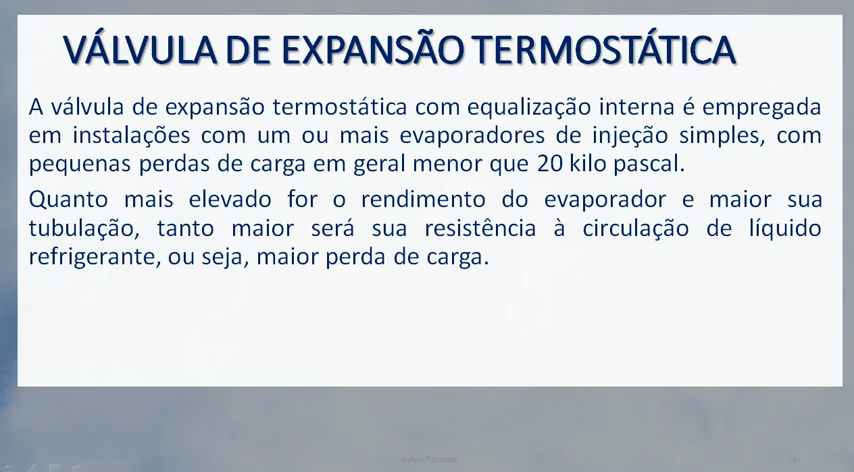 VÁLVULA DE EXPANSÃO TERMOSTÁTICA
A válvula de expansão termostática com equalização interna é empregada
em instalações com um ou mais evaporadores de injeção simples, com
pequenas perdas de carga em geral menor que 20 kilo pascal.
Quanto mais elevado for o rendimento do evaporador e maior sua
tubulação, tanto maior será sua resistência à circulação de líquido
refrigerante, ou seja, maior perda de carga.
16